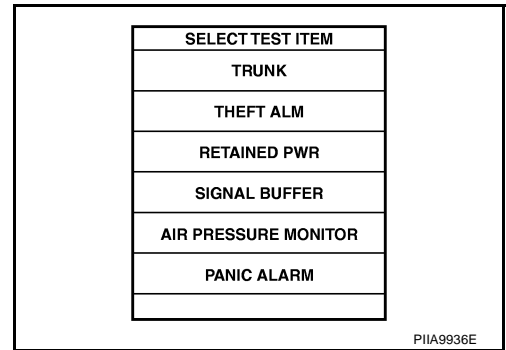 SELECT TEST ITEM
TRUNK
THEFT ALM
RETAINED PWR
SIGNAL BUFFER
AIR PRESSURE MONITOR
PANIC ALARM
PIIA9936E